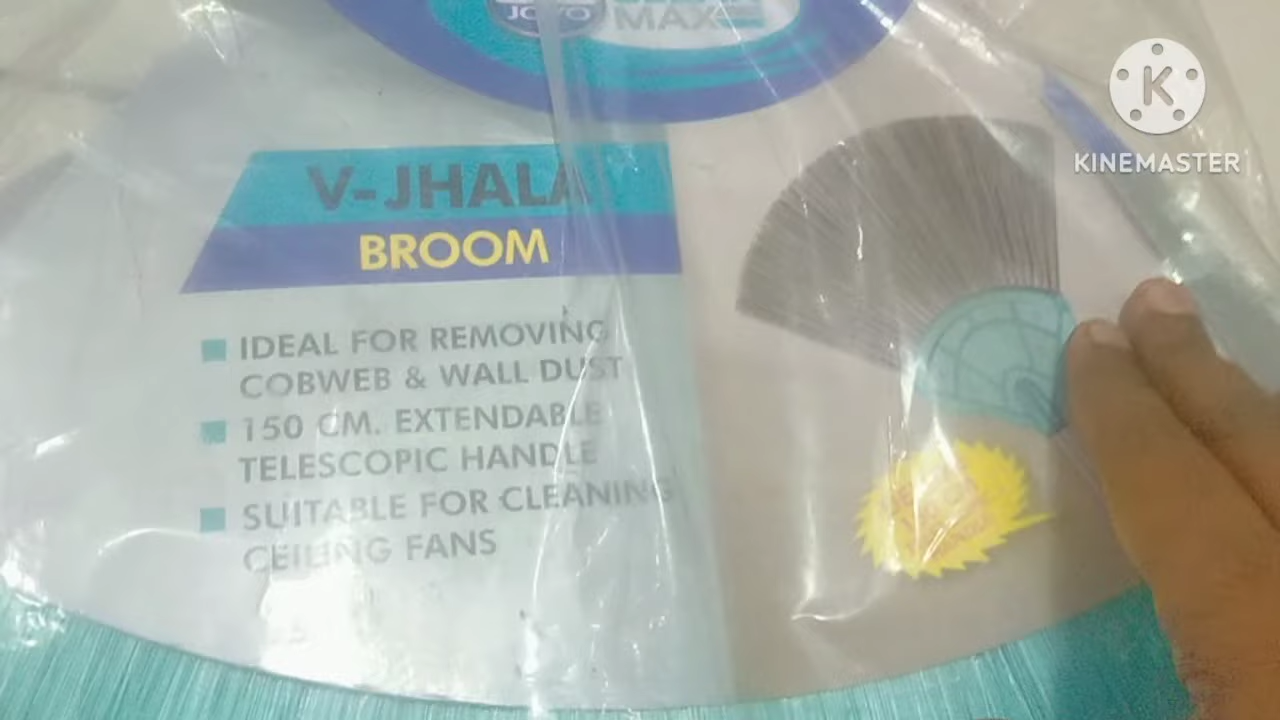 JOYO
MAX
K
KINEMASTER
V-JHALA
BROOM
IDEAL FOR REMOVING
COBWEB & WALL DUST
150 CM. EXTENDABLE
TELESCOPIC HANDLE
SUITABLE FOR CLEANING
CEILING FANS